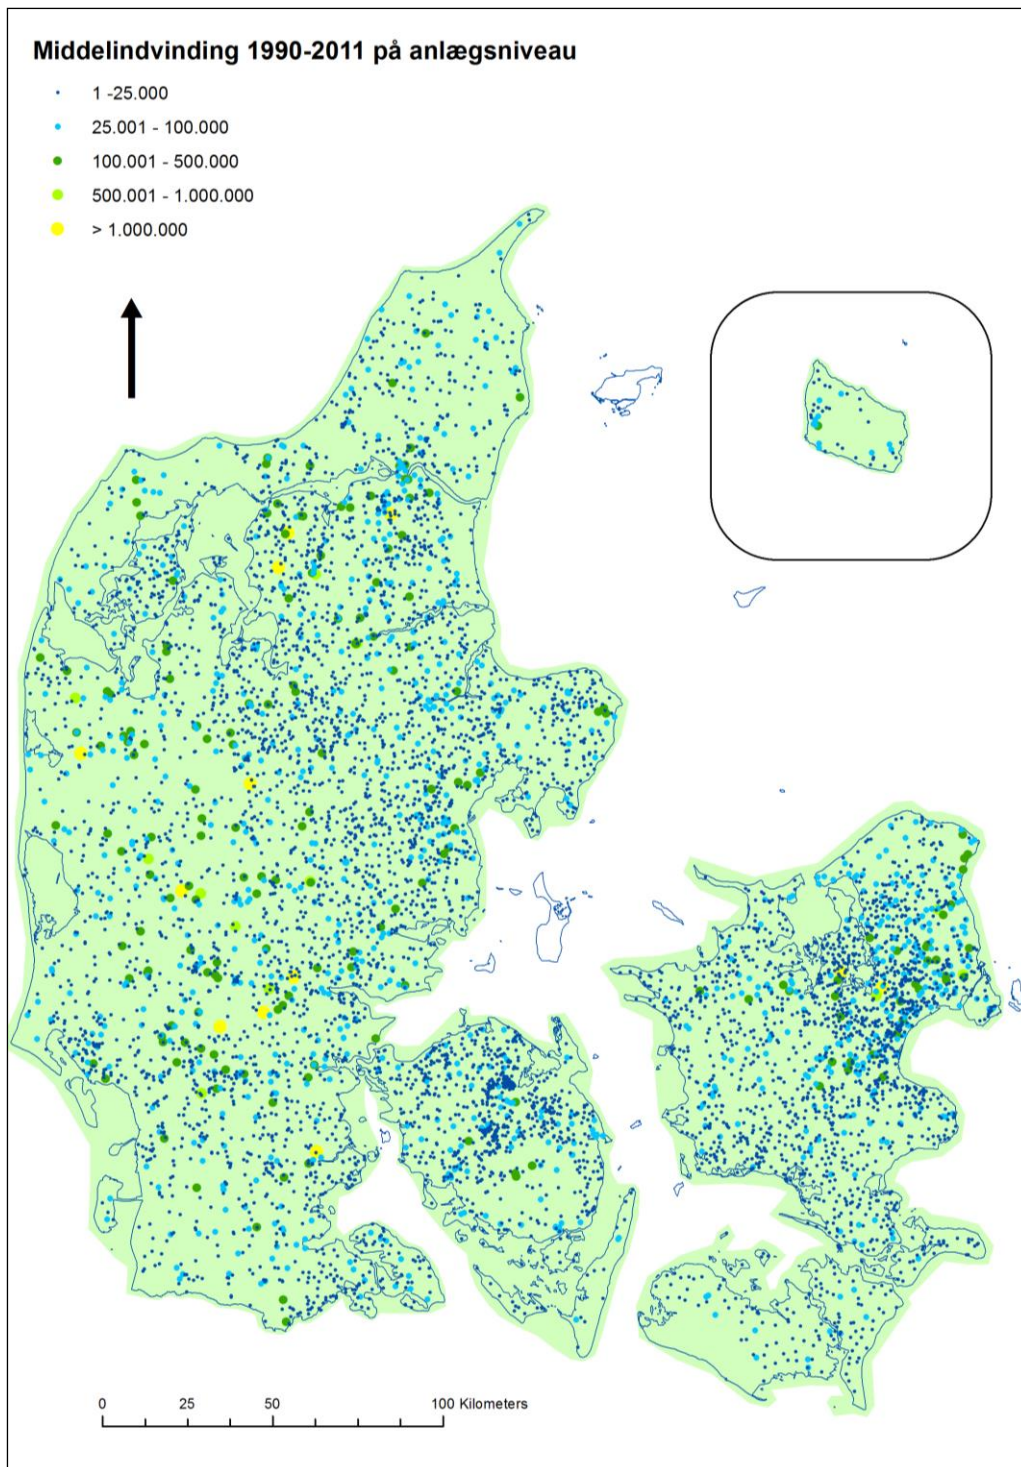 Middelindvinding 1990-2011 på anlægsniveau
1 -25.000
25.001 - 100.000
100.001 - 500.000
500.001 - 1.000.000
> 1.000.000
0 25 50 100 Kilometers